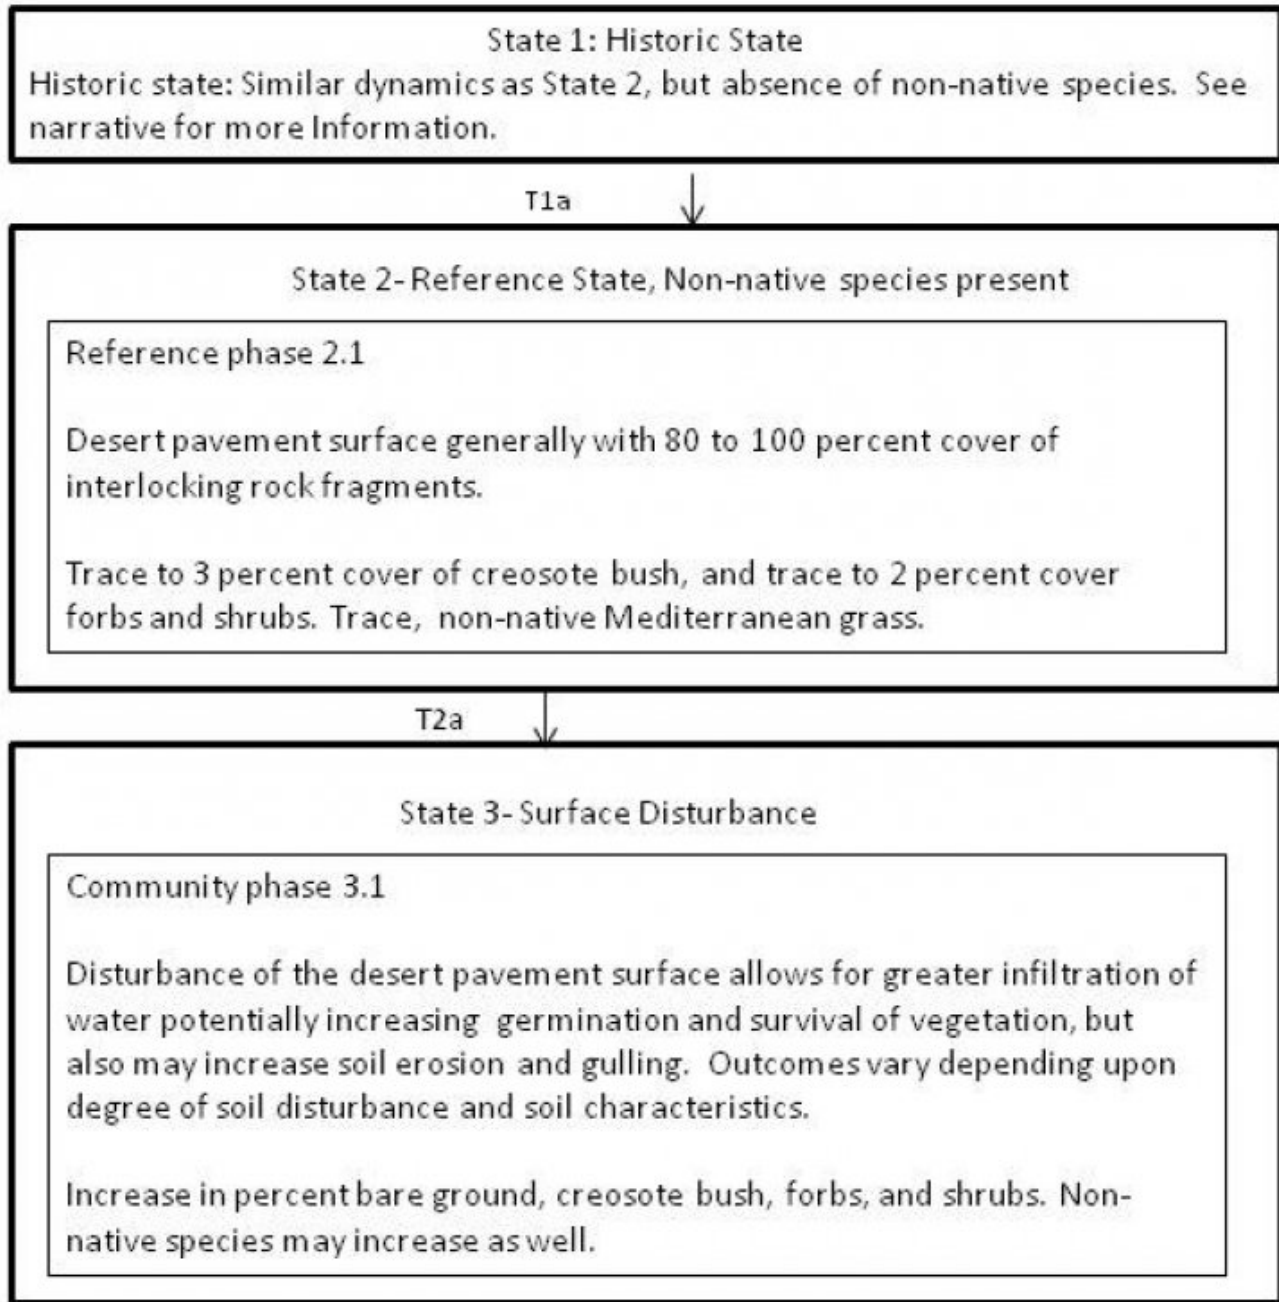 State 1: Historic State
Historic state: Similar dynamics as State 2, but absence of non-native species.  See
narrative for more Information.
T1a
State 2- Reference State, Non-native species present
Reference phase 2.1
Desert pavement surface generally with 80 to 100 percent cover of
interlocking rock fragments.
Trace to 3 percent cover of creosote bush, and trace to 2 percent cover
forbs and shrubs. Trace,  non-native Mediterranean grass.
T2a
State 3- Surface Disturbance
Community phase 3.1
Disturbance of the desert pavement surface allows for greater infiltration of
water potentially increasing  germination and survival of vegetation, but
also may increase soil erosion and gulling.  Outcomes vary depending upon
degree of soil disturbance and soil characteristics.
Increase in percent bare ground, creosote bush, forbs, and shrubs. Non-
native species may increase as well.